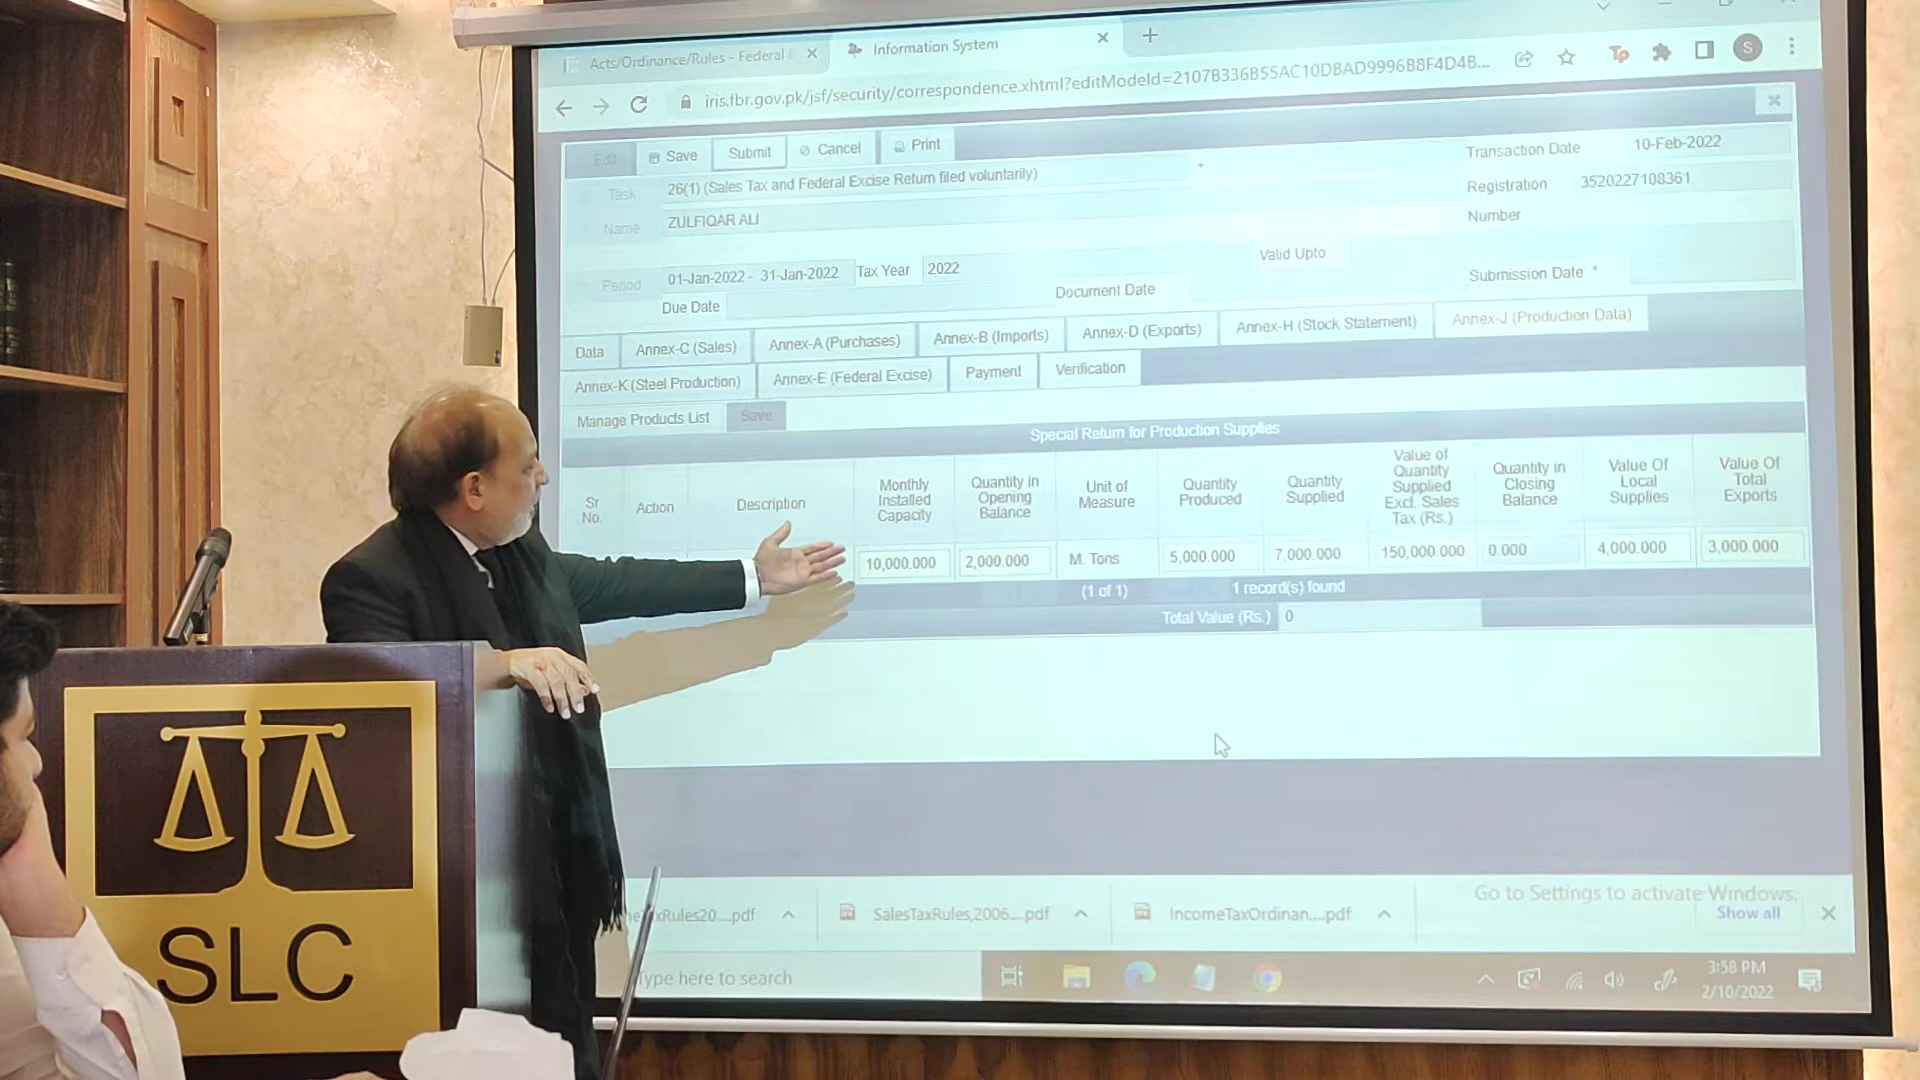 Acts/Ordinance/Rules - Federal
Information System
iris.fbr.gov.pk/jsf/security/correspondence.xhtml?editModeId=2107B336B55AC10DBAD9996B8F4D4B...
S
Edit Save Submit Cancel Print
Transaction Date 10-Feb-2022
Task 26(1) (Sales Tax and Federal Excise Return filed voluntarily)
Registration Number 3520227108361
Name ZULFIQAR ALI
Period 01-Jan-2022 - 31-Jan-2022 Tax Year 2022
Valid Upto
Submission Date *
Due Date
Document Date
Data Annex-C (Sales) Annex-A (Purchases) Annex-B (Imports) Annex-D (Exports) Annex-H (Stock Statement) Annex-J (Production Data)
Annex-K (Steel Production) Annex-E (Federal Excise) Payment Verification
Manage Products List Save
Special Return for Production Supplies
Sr No. Action Description Monthly Installed Capacity Quantity in Opening Balance Unit of Measure Quantity Produced Quantity Supplied Value of Quantity Supplied Excl. Sales Tax (Rs.) Quantity in Closing Balance Value Of Local Supplies Value Of Total Exports
10,000.000 2,000.000 M. Tons 5,000.000 7,000.000 150,000.000 0.000 4,000.000 3,000.000
(1 of 1) 1 record(s) found
Total Value (Rs.) 0
Go to Settings to activate Windows.
xRules20....pdf SalesTaxRules,2006....pdf IncomeTaxOrdinan....pdf Show all
Type here to search
3:58 PM
2/10/2022
SLC